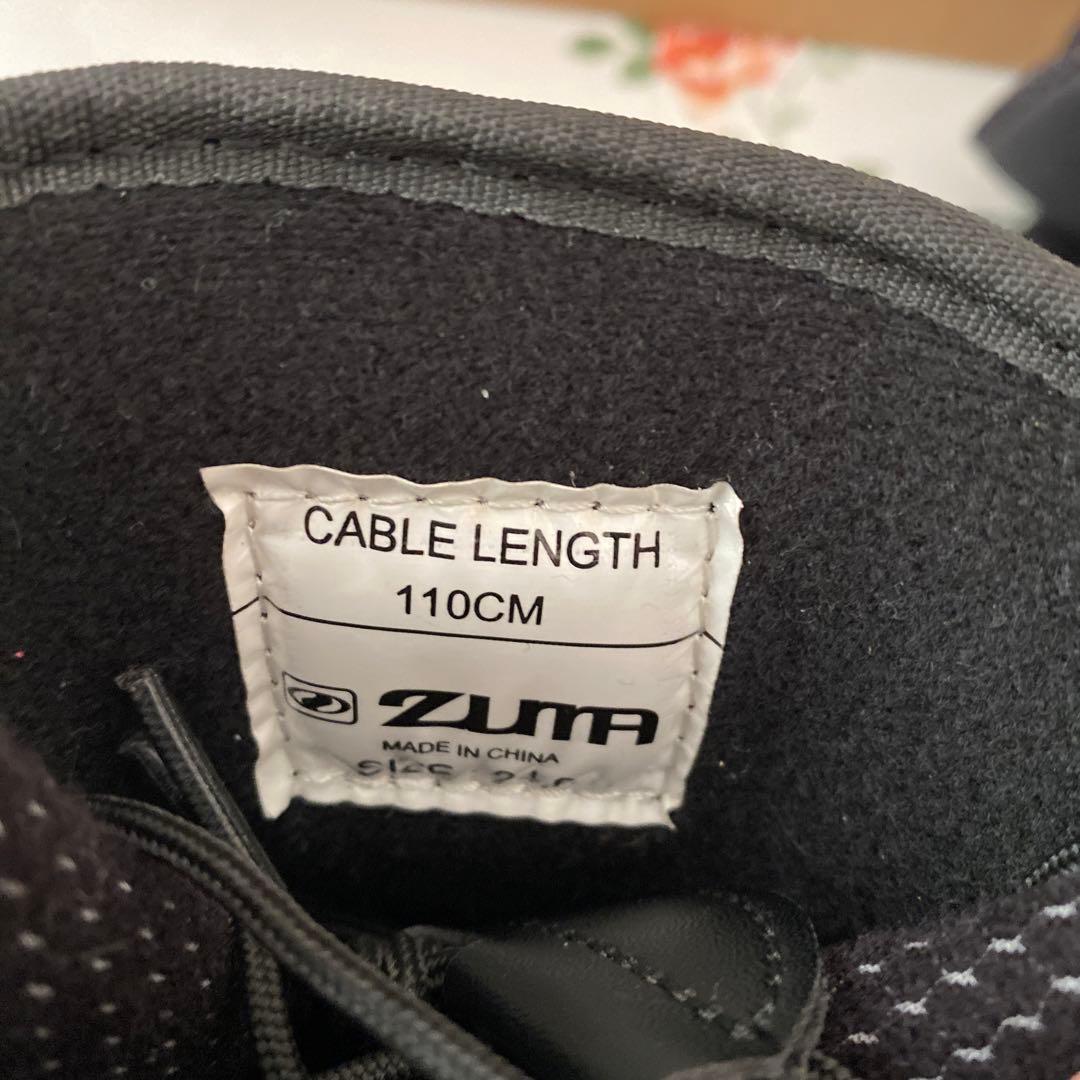 CABLE LENGTH
110CM
ZUMA
MADE IN CHINA